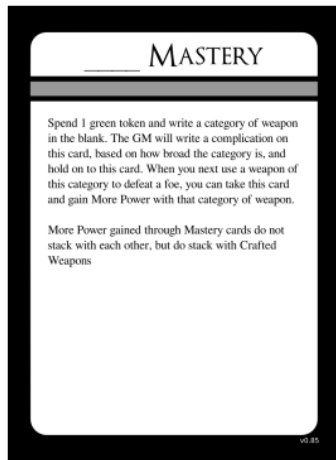 ____ Mastery
Spend 1 green token and write a category of weapon
in the blank. The GM will write a complication on
this card, based on how broad the category is, and
hold on to this card. When you next use a weapon of
this category to defeat a foe, you can take this card
and gain More Power with that category of weapon.
More Power gained through Mastery cards do not
stack with each other, but do stack with Crafted
Weapons
v0.85